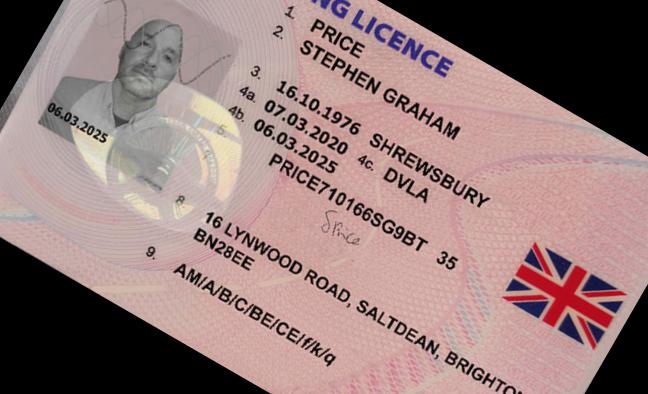 NG LICENCE
1. PRICE
2. STEPHEN GRAHAM
3. 16.10.1976 SHREWSBURY
4a. 07.03.2020 4c. DVLA
4b. 06.03.2025
5. PRICE710166SG9BT 35
06.03.2025
SPrice
8. 16 LYNWOOD ROAD, SALTDEAN, BRIGHTON
BN28EE
9. AM/A/B/C/BE/CE/f/k/q